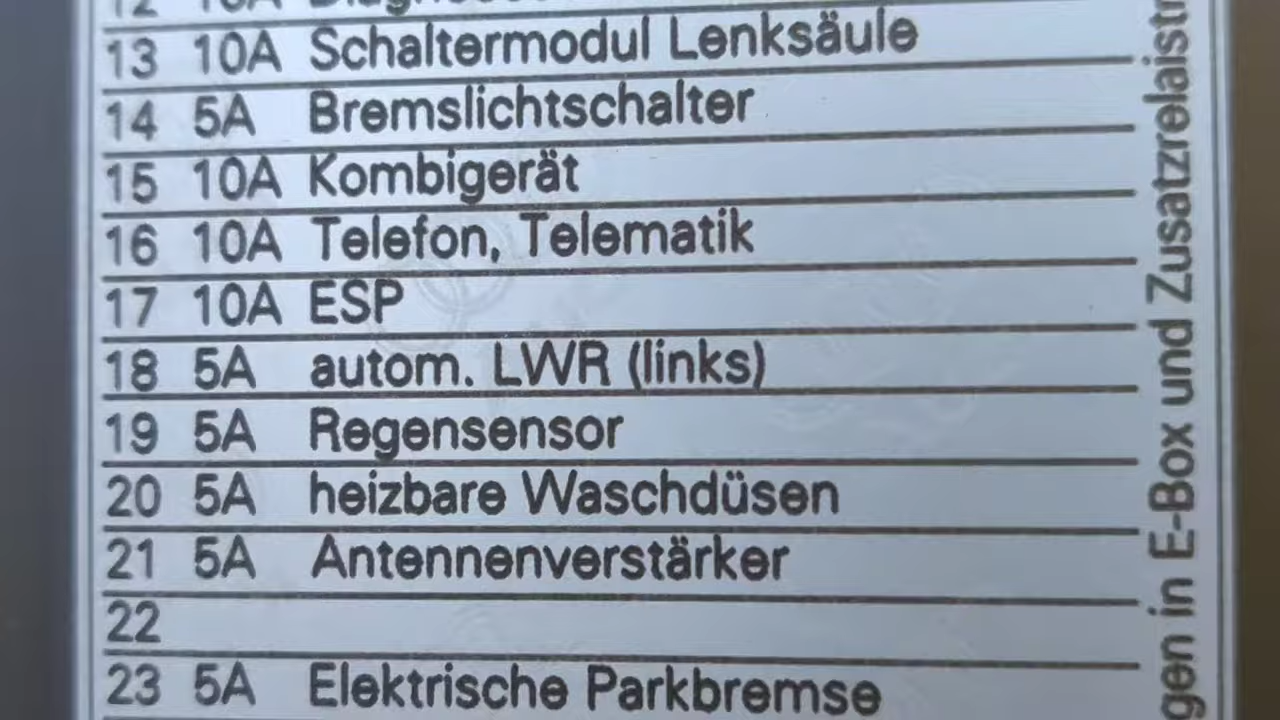 13 10A Schaltermodul Lenksäule
14 5A Bremslichtschalter
15 10A Kombigerät
16 10A Telefon, Telematik
17 10A ESP
18 5A autom. LWR (links)
19 5A Regensensor
20 5A heizbare Waschdüsen
21 5A Antennenverstärker
22
23 5A Elektrische Parkbremse
in E-Box und